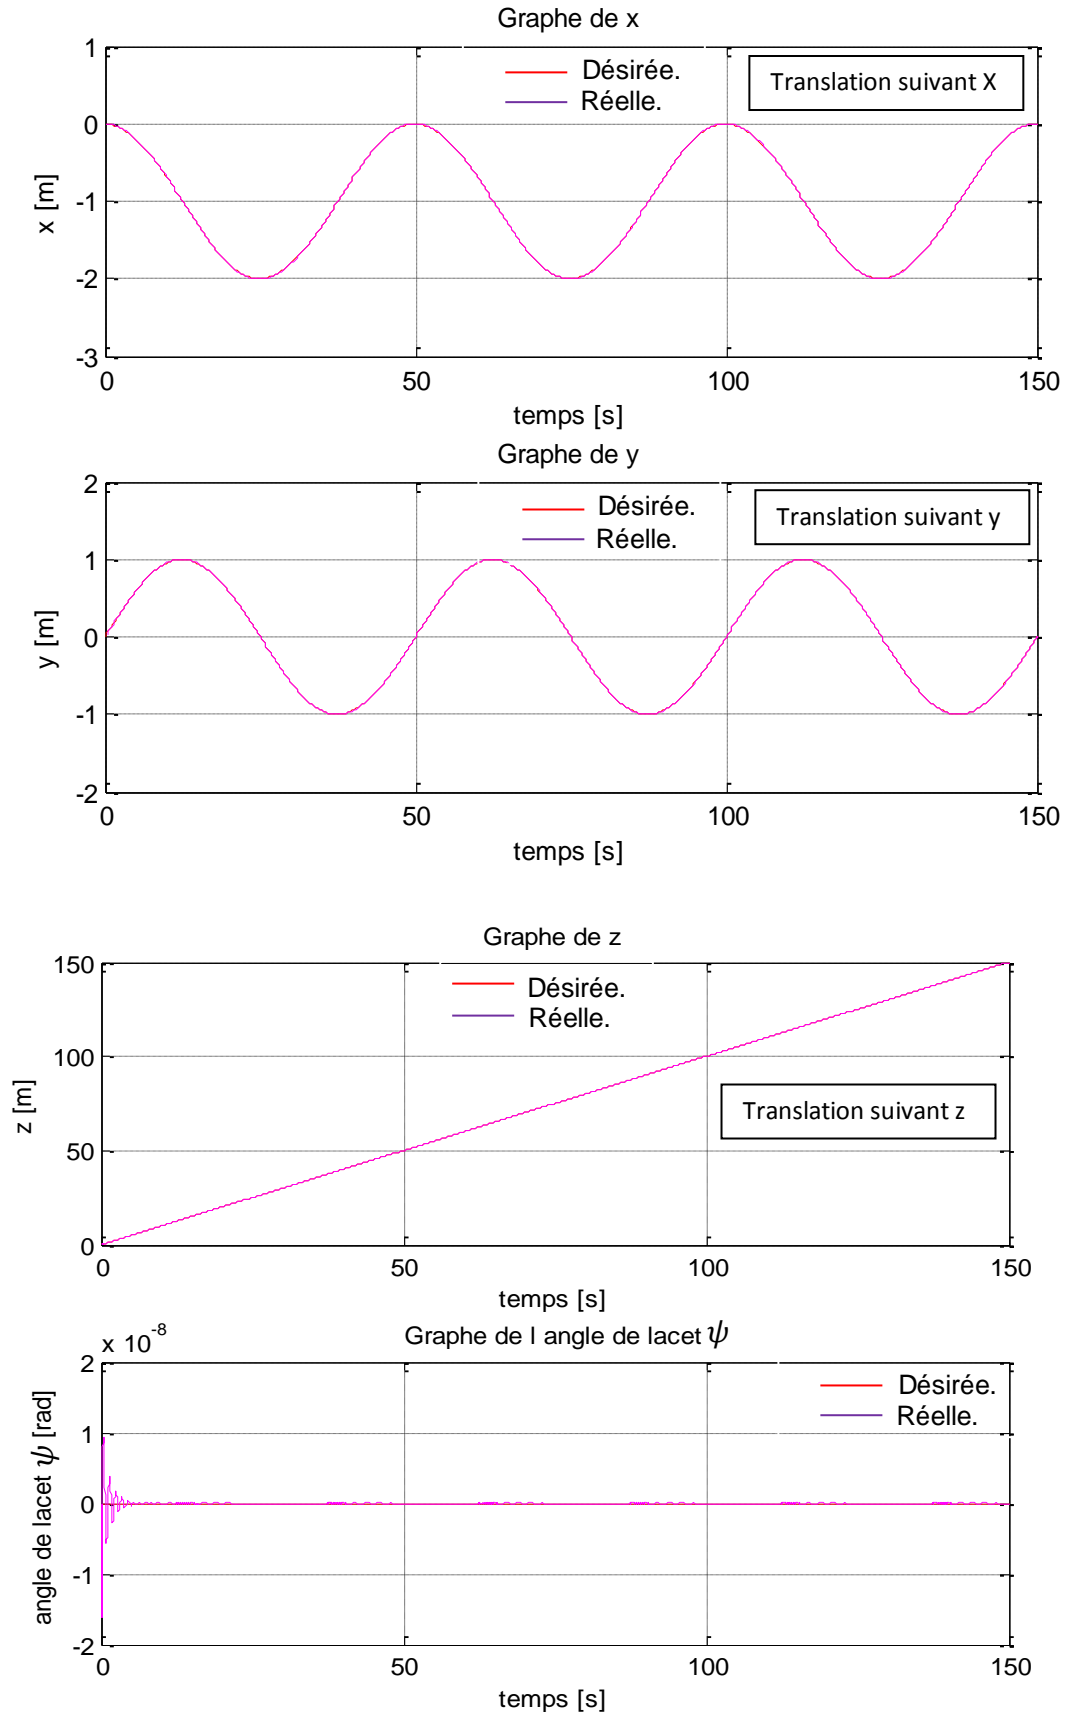 Graphe de x
1
Désirée.
Translation suivant X
Réelle.
0
-1
-2
-3
x [m]
0 50 100 150
temps [s]
Graphe de y
2
Désirée.
Translation suivant y
Réelle.
1
0
-1
-2
y [m]
0 50 100 150
temps [s]
Graphe de z
150
Désirée.
Réelle.
100
Translation suivant z
50
0
z [m]
0 50 100 150
temps [s]
x 10^-8
Graphe de l angle de lacet ψ
2
Désirée.
Réelle.
1
0
-1
-2
angle de lacet ψ [rad]
0 50 100 150
temps [s]